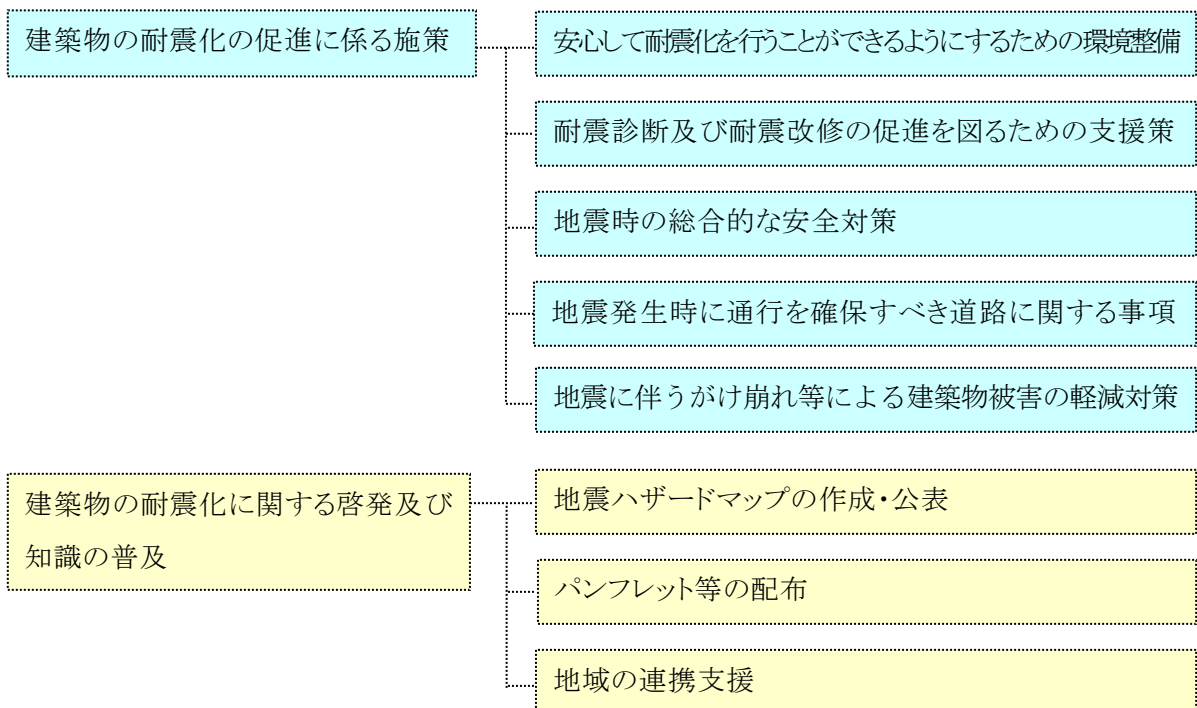 建築物の耐震化の促進に係る施策
安心して耐震化を行うことができるようにするための環境整備
耐震診断及び耐震改修の促進を図るための支援策
地震時の総合的な安全対策
地震発生時に通行を確保すべき道路に関する事項
地震に伴うがけ崩れ等による建築物被害の軽減対策
建築物の耐震化に関する啓発及び
知識の普及
地震ハザードマップの作成・公表
パンフレット等の配布
地域の連携支援